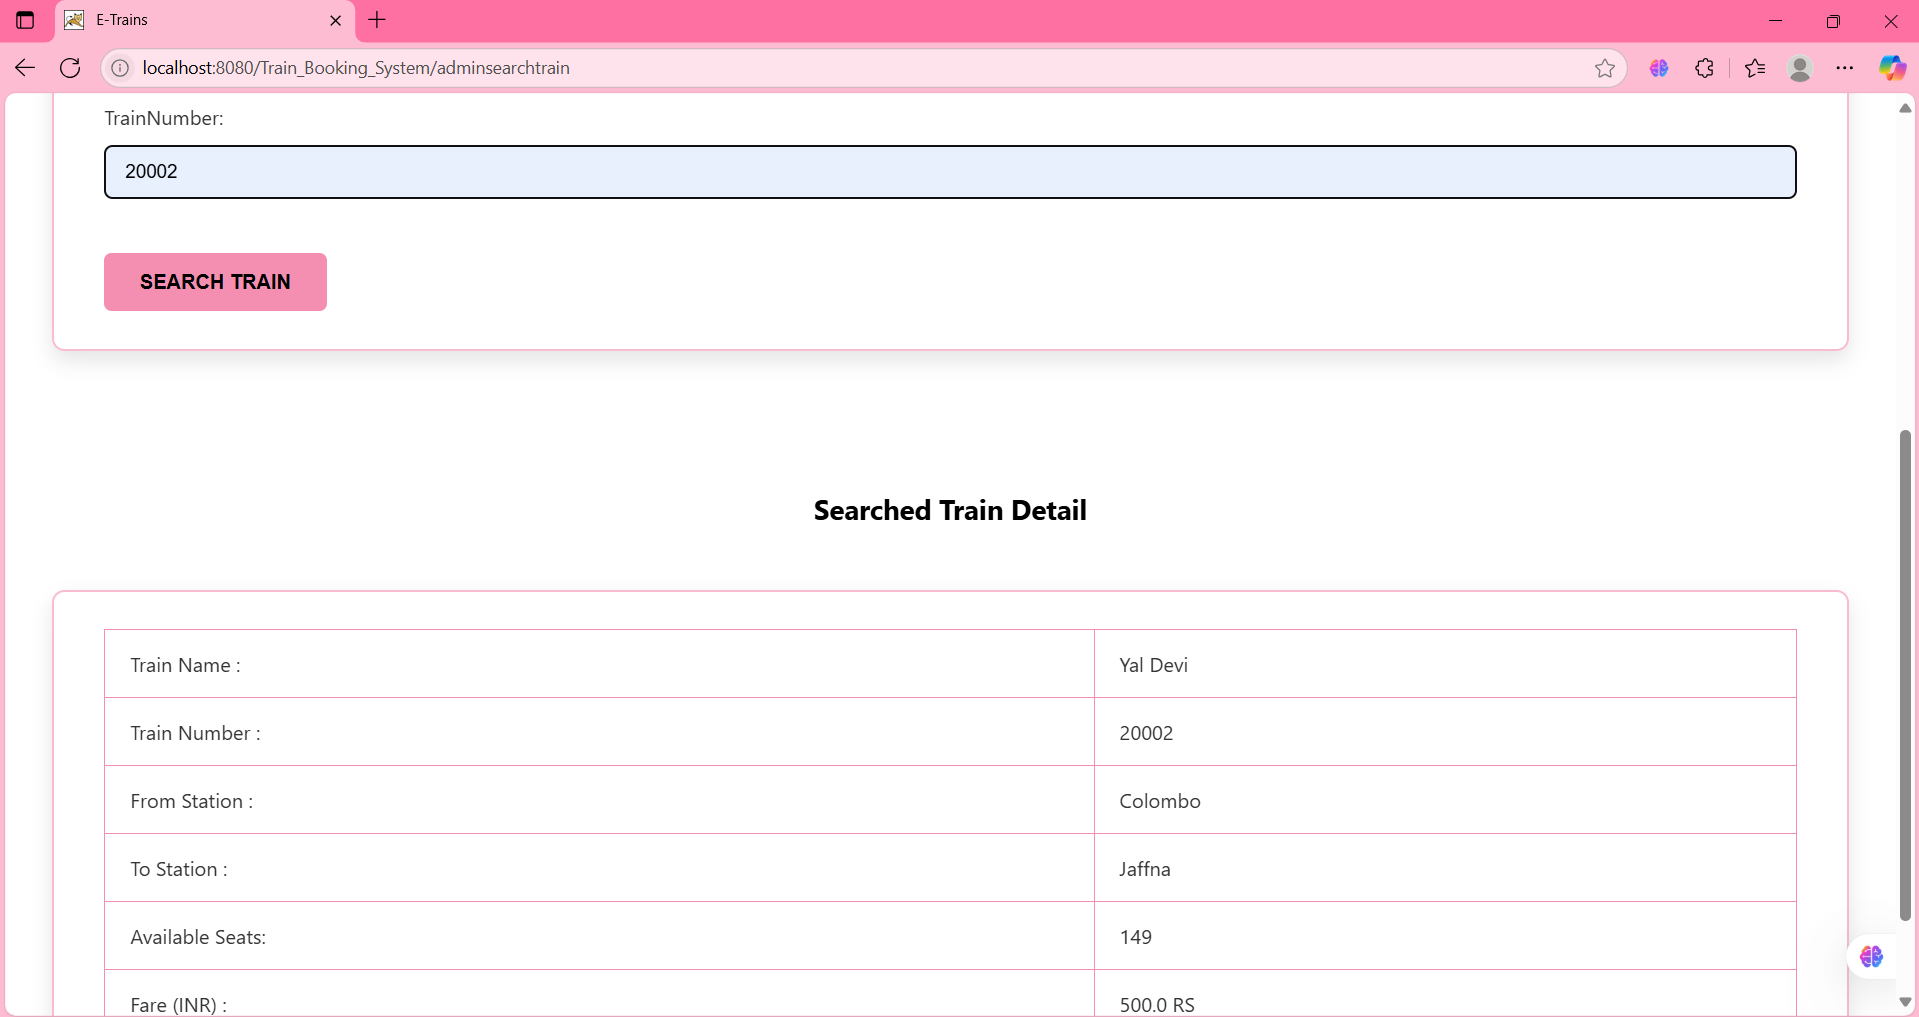 E-Trains
localhost:8080/Train_Booking_System/adminsearchtrain
TrainNumber:
20002
SEARCH TRAIN
Searched Train Detail
Train Name : Yal Devi
Train Number : 20002
From Station : Colombo
To Station : Jaffna
Available Seats: 149
Fare (INR) : 500.0 RS